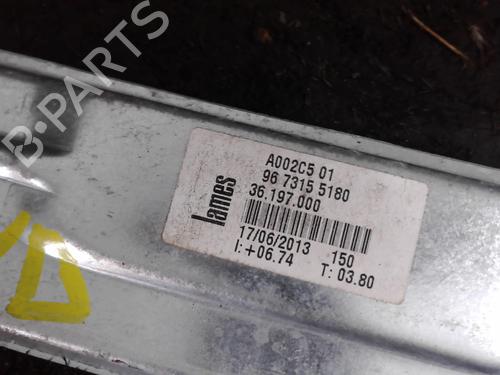 B-PARTS
A002C5 01
96 7315 5180
36.197.000
lames
17/06/2013 150
I:+06.74 T: 03.80